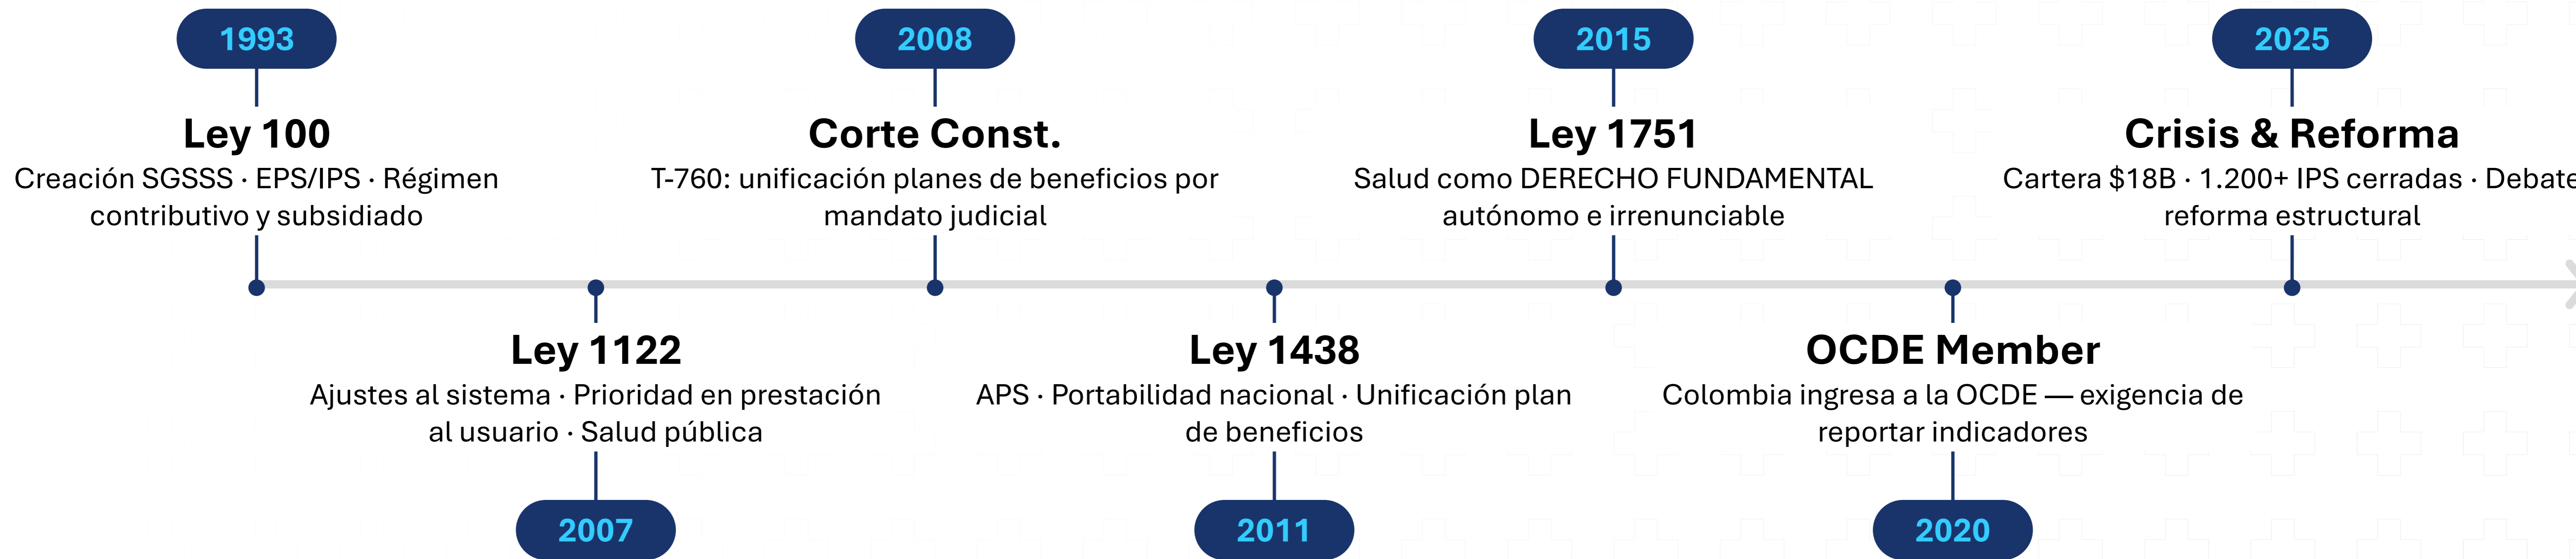 1993
Ley 100
Creación SGSSS · EPS/IPS · Régimen
contributivo y subsidiado
Ley 1122
Ajustes al sistema · Prioridad en prestación
al usuario · Salud pública
2007
2008
Corte Const.
T-760: unificación planes de beneficios por
mandato judicial
Ley 1438
APS · Portabilidad nacional · Unificación plan
de beneficios
2011
2015
Ley 1751
Salud como DERECHO FUNDAMENTAL
autónomo e irrenunciable
OCDE Member
Colombia ingresa a la OCDE — exigencia de
reportar indicadores
2020
2025
Crisis & Reforma
Cartera $18B · 1.200+ IPS cerradas · Debate
reforma estructural